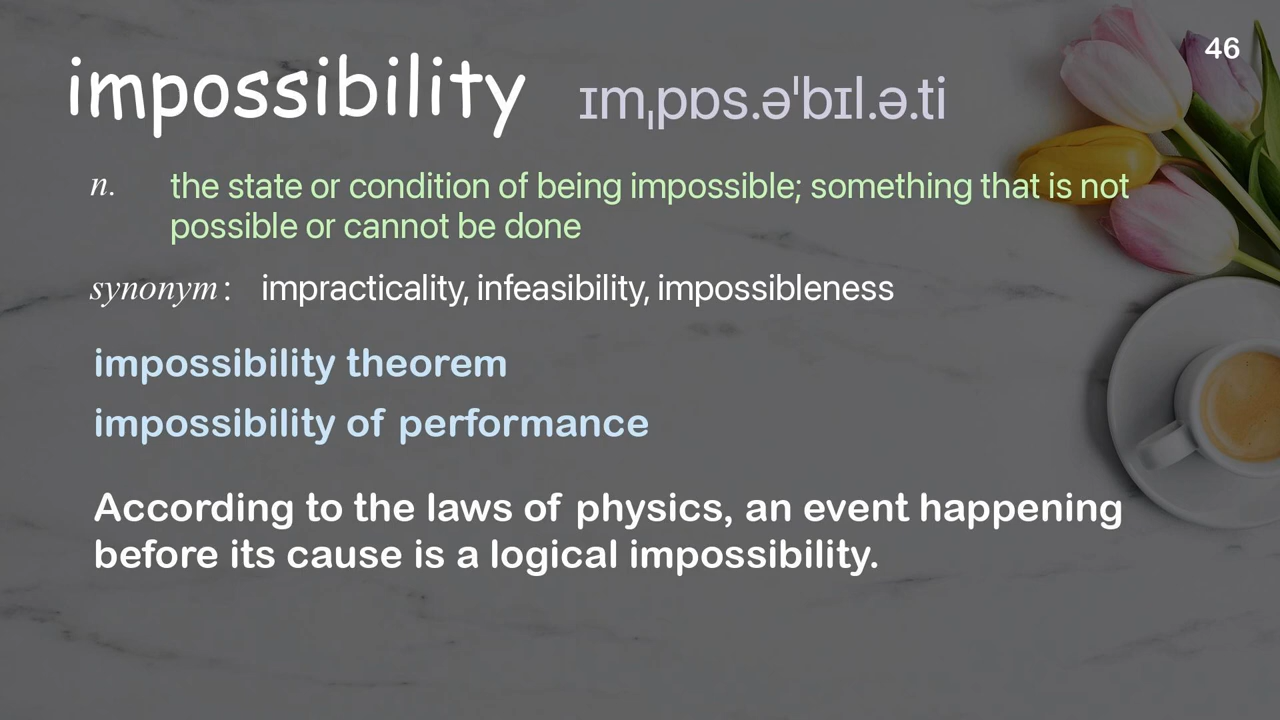 46
impossibility ɪmˌpɒs.əˈbɪl.ə.ti
n. the state or condition of being impossible; something that is not
possible or cannot be done
synonym: impracticality, infeasibility, impossibleness
impossibility theorem
impossibility of performance
According to the laws of physics, an event happening
before its cause is a logical impossibility.